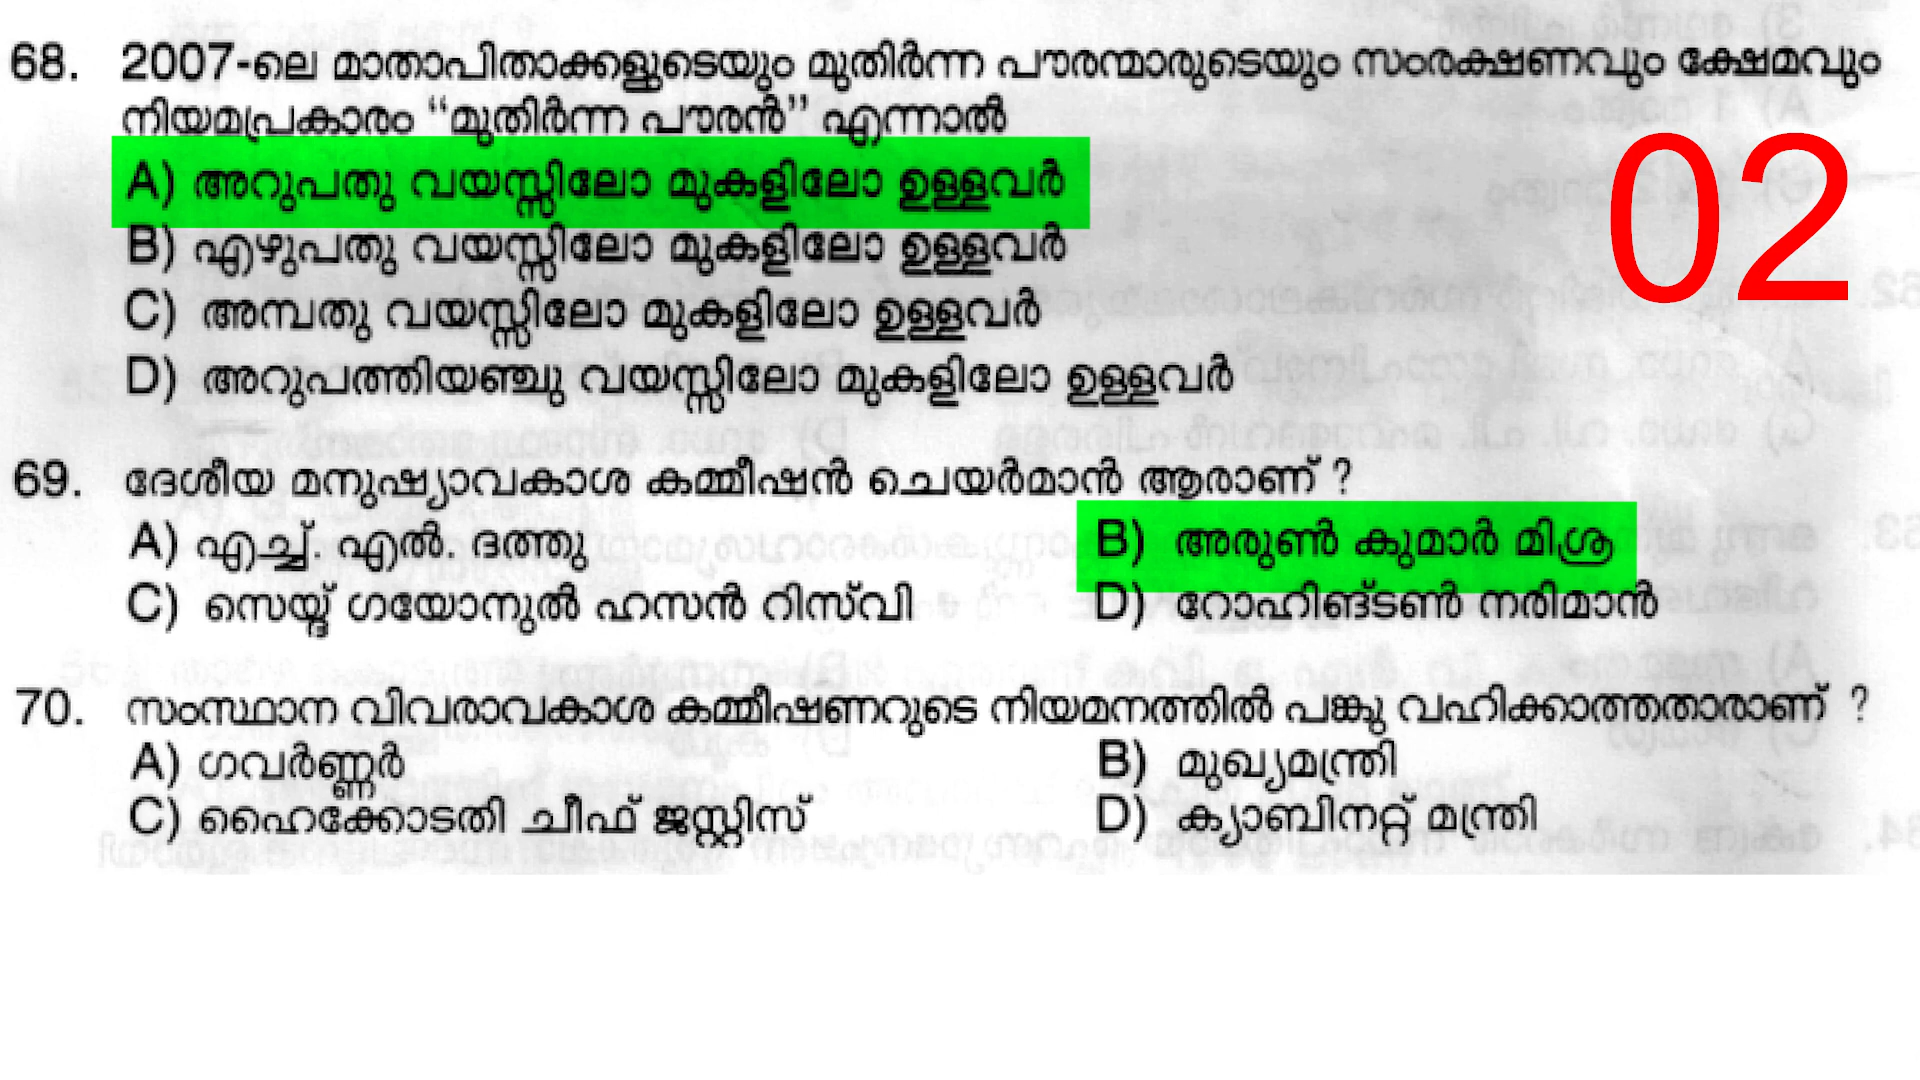 68. 2007-ലെ മാതാപിതാക്കളുടെയും മുതിർന്ന പൗരന്മാരുടെയും സംരക്ഷണവും ക്ഷേമവും
നിയമപ്രകാരം “മുതിർന്ന പൗരൻ” എന്നാൽ
A) അറുപതു വയസ്സിലോ മുകളിലോ ഉള്ളവർ
B) എഴുപതു വയസ്സിലോ മുകളിലോ ഉള്ളവർ
C) അമ്പതു വയസ്സിലോ മുകളിലോ ഉള്ളവർ
D) അറുപത്തിയഞ്ചു വയസ്സിലോ മുകളിലോ ഉള്ളവർ
02
69. ദേശീയ മനുഷ്യാവകാശ കമ്മീഷൻ ചെയർമാൻ ആരാണ് ?
A) എച്ച്. എൽ. ദത്തു B) അരുൺ കുമാർ മിശ്ര
C) സെയ്ദ് ഗയോനുൽ ഹസൻ റിസ്‌വി D) റോഹിങ്ടൺ നരിമാൻ
70. സംസ്ഥാന വിവരാവകാശ കമ്മീഷണറുടെ നിയമനത്തിൽ പങ്കു വഹിക്കാത്തതാരാണ് ?
A) ഗവർണ്ണർ B) മുഖ്യമന്ത്രി
C) ഹൈക്കോടതി ചീഫ് ജസ്റ്റിസ് D) ക്യാബിനറ്റ് മന്ത്രി